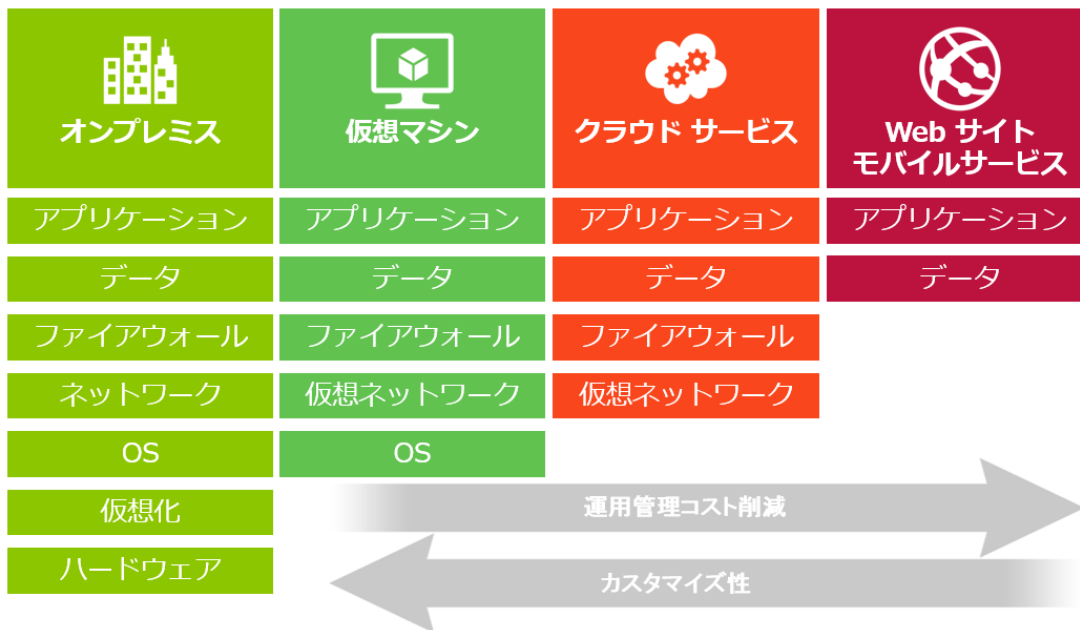 オンプレミス
仮想マシン
クラウド サービス
Web サイト
モバイルサービス
アプリケーション
アプリケーション
アプリケーション
アプリケーション
データ
データ
データ
データ
ファイアウォール
ファイアウォール
ファイアウォール
ネットワーク
仮想ネットワーク
仮想ネットワーク
OS
OS
仮想化
運用管理コスト削減
ハードウェア
カスタマイズ性